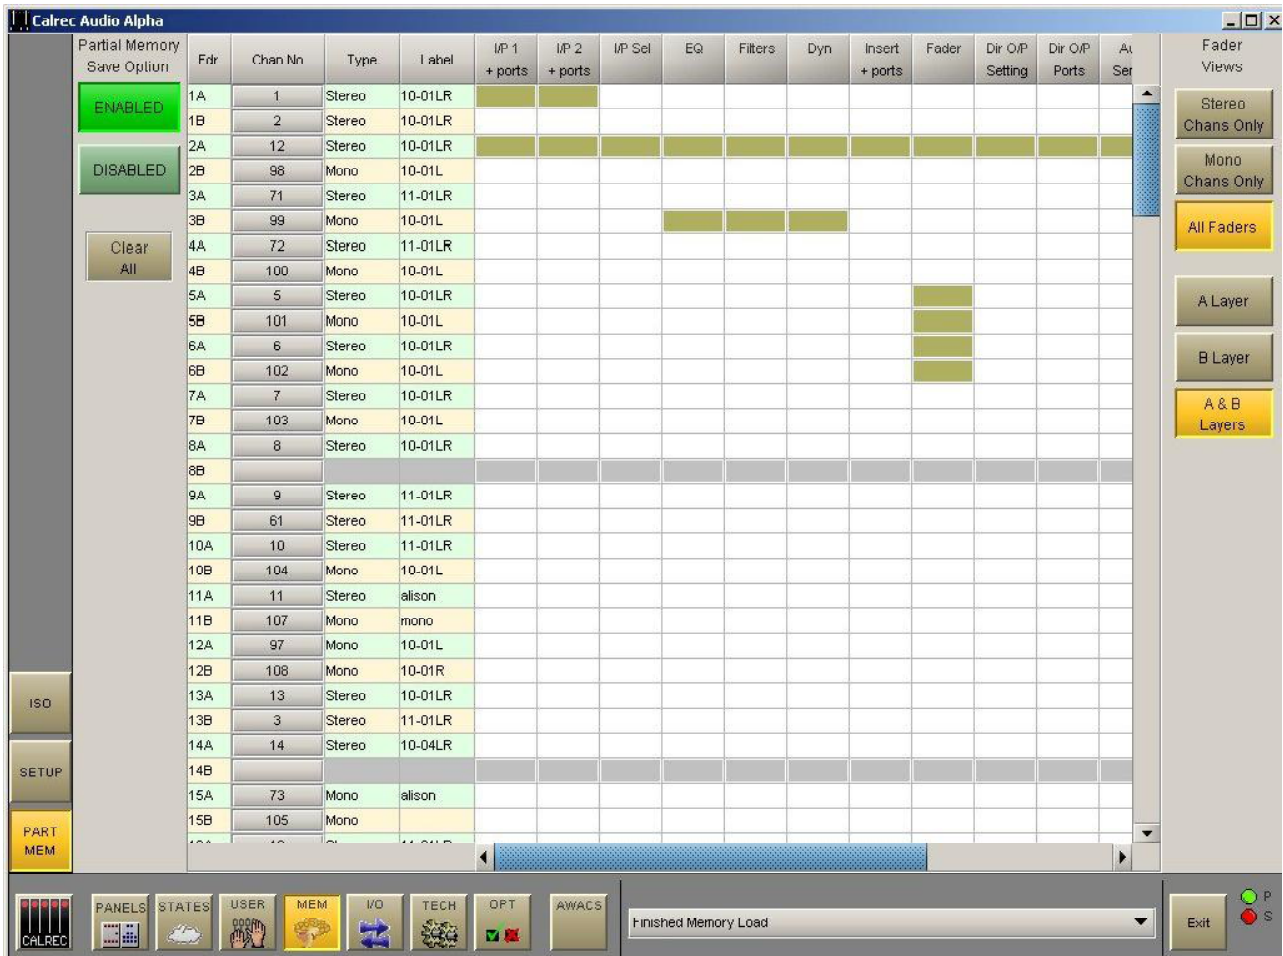 Calrec Audio Alpha
Partial Memory
Save Option
ENABLED
DISABLED
Clear
All
Fdr Chan No Type Label I/P 1 + ports I/P 2 + ports I/P Sel EQ Filters Dyn Insert + ports Fader Dir O/P Setting Dir O/P Ports
1A 1 Stereo 10-01LR
1B 2 Stereo 10-01LR
2A 12 Stereo 10-01LR
2B 98 Mono 10-01L
3A 71 Stereo 11-01LR
3B 99 Mono 10-01L
4A 72 Stereo 11-01LR
4B 100 Mono 10-01L
5A 5 Stereo 10-01LR
5B 101 Mono 10-01L
6A 6 Stereo 10-01LR
6B 102 Mono 10-01L
7A 7 Stereo 10-01LR
7B 103 Mono 10-01L
8A 8 Stereo 10-01LR
8B
9A 9 Stereo 11-01LR
9B 61 Stereo 11-01LR
10A 10 Stereo 11-01LR
10B 104 Mono 10-01L
11A 11 Stereo alison
11B 107 Mono mono
12A 97 Mono 10-01L
12B 108 Mono 10-01R
13A 13 Stereo 10-01LR
13B 3 Stereo 11-01LR
14A 14 Stereo 10-04LR
14B
15A 73 Mono alison
15B 105 Mono
Fader
Views
Stereo
Chans Only
Mono
Chans Only
All Faders
A Layer
B Layer
A & B
Layers
ISO
SETUP
PART
MEM
CALREC
PANELS
STATES
USER
MEM
I/O
TECH
OPT
AWACS
Finished Memory Load
Exit
P
S